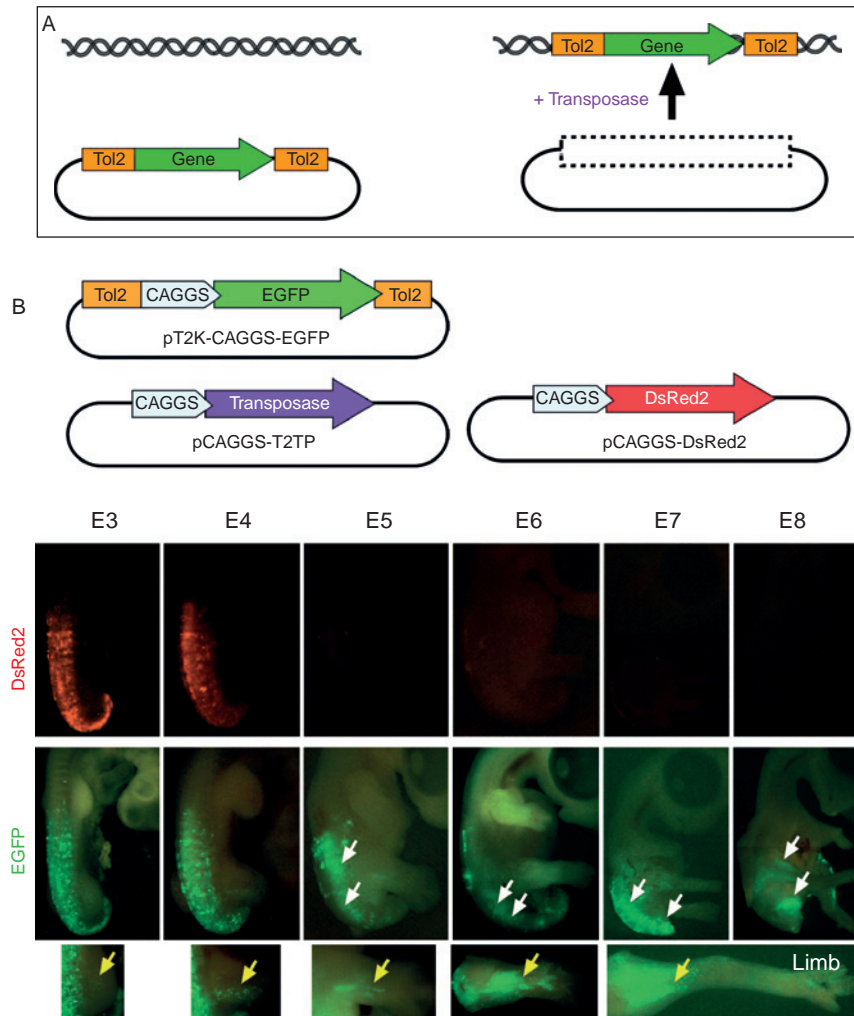 A
Tol2 Gene Tol2
+ Transposase
Tol2 Gene Tol2
B
Tol2 CAGGS EGFP Tol2
pT2K-CAGGS-EGFP
CAGGS Transposase
pCAGGS-T2TP
CAGGS DsRed2
pCAGGS-DsRed2
E3 E4 E5 E6 E7 E8
DsRed2
EGFP
Limb